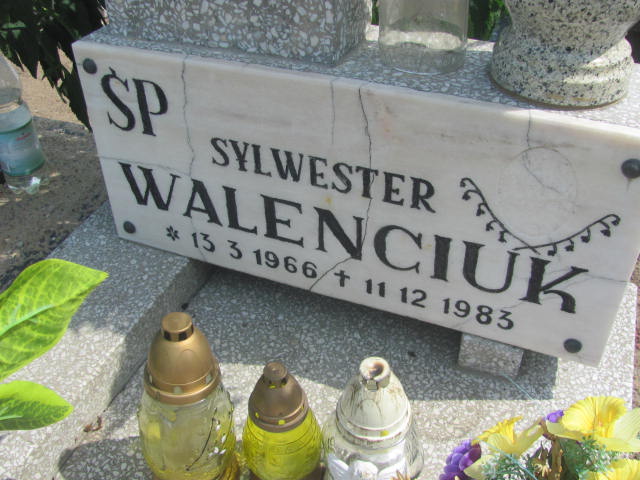 ŚP
SYLWESTER
WALENCIUK
* 13 3 1966 + 11 12 1983